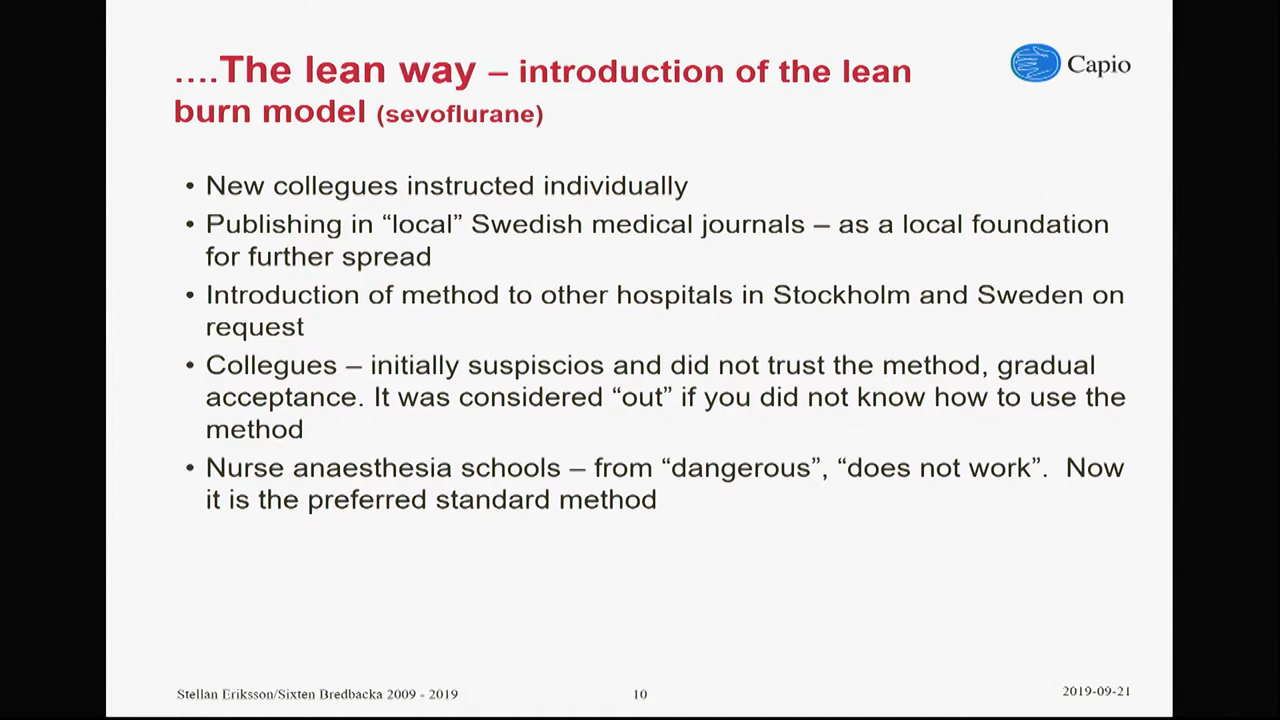 ....The lean way – introduction of the lean
burn model (sevoflurane)
Capio
• New collegues instructed individually
• Publishing in “local” Swedish medical journals – as a local foundation
for further spread
• Introduction of method to other hospitals in Stockholm and Sweden on
request
• Collegues – initially suspiscios and did not trust the method, gradual
acceptance. It was considered “out” if you did not know how to use the
method
• Nurse anaesthesia schools – from “dangerous”, “does not work”.  Now
it is the preferred standard method
Stellan Eriksson/Sixten Bredbacka 2009 - 2019
10
2019-09-21